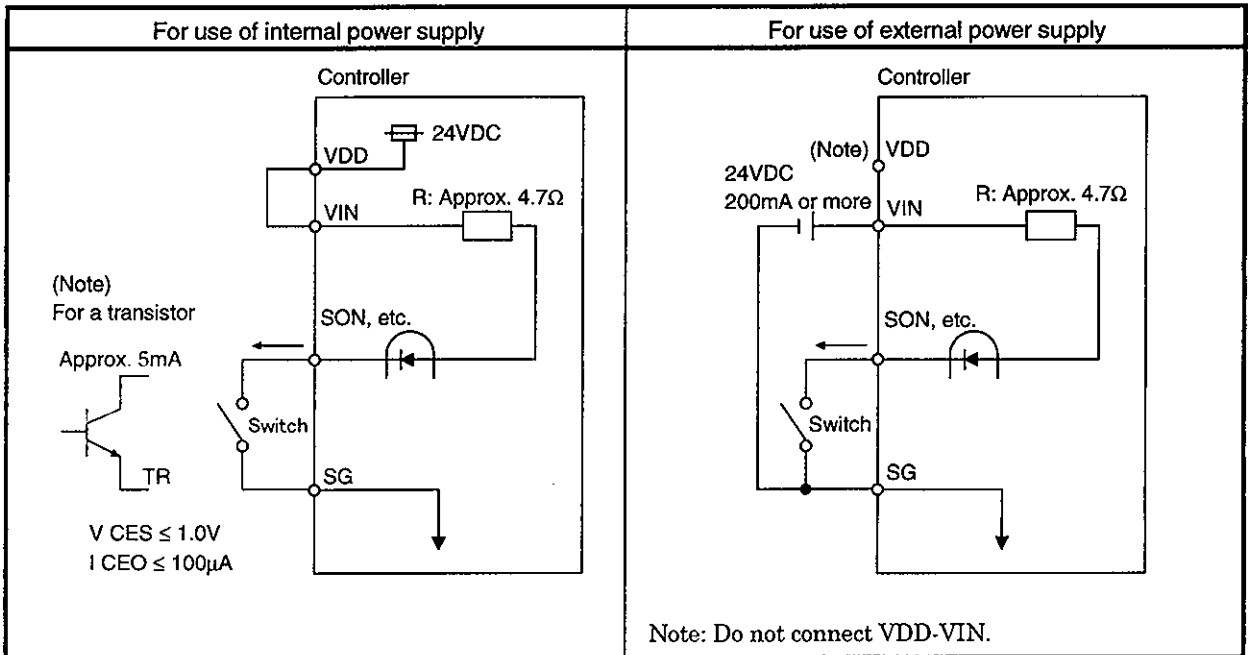 For use of internal power supply
For use of external power supply
Controller
24VDC
VDD
R: Approx. 4.7Ω
VIN
(Note)
For a transistor
SON, etc.
Approx. 5mA
Switch
TR
SG
V CES ≤ 1.0V
I CEO ≤ 100µA
Controller
(Note)
VDD
24VDC
200mA or more
VIN
R: Approx. 4.7Ω
SON, etc.
Switch
SG
Note: Do not connect VDD-VIN.